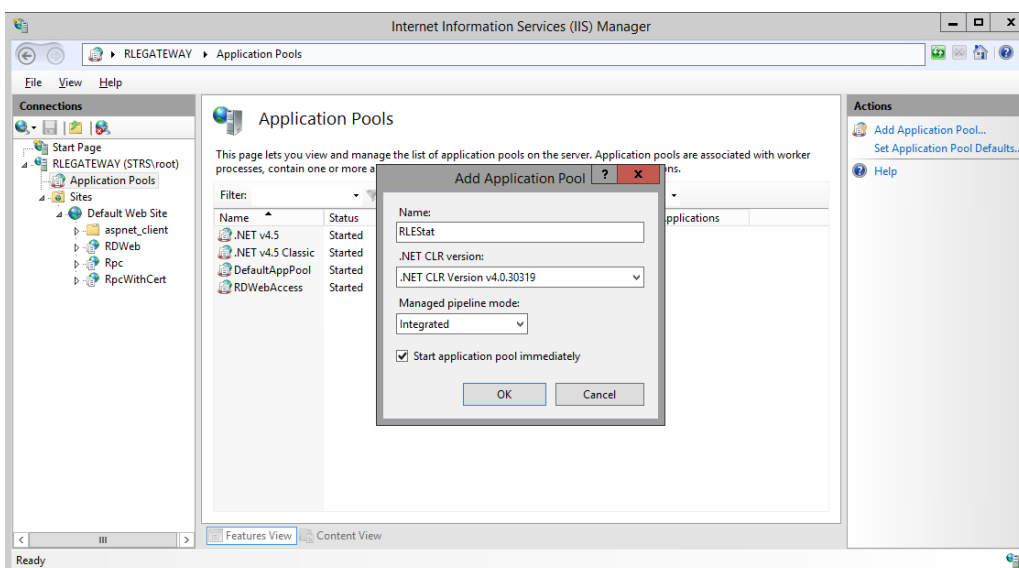 Internet Information Services (IIS) Manager
RLEGATEWAY
Application Pools
File View Help
Connections
Start Page
RLEGATEWAY (STRS\root)
Application Pools
Sites
Default Web Site
aspnet_client
RDWeb
Rpc
RpcWithCert
Application Pools
This page lets you view and manage the list of application pools on the server. Application pools are associated with worker
processes, contain one or more a
ns.
Filter:
Name Status pplications
.NET v4.5 Started
.NET v4.5 Classic Started
DefaultAppPool Started
RDWebAccess Started
Add Application Pool ? x
Name:
RLEStat
.NET CLR version:
.NET CLR Version v4.0.30319
Managed pipeline mode:
Integrated
Start application pool immediately
OK Cancel
Features View Content View
Actions
Add Application Pool...
Set Application Pool Defaults...
Help
Ready